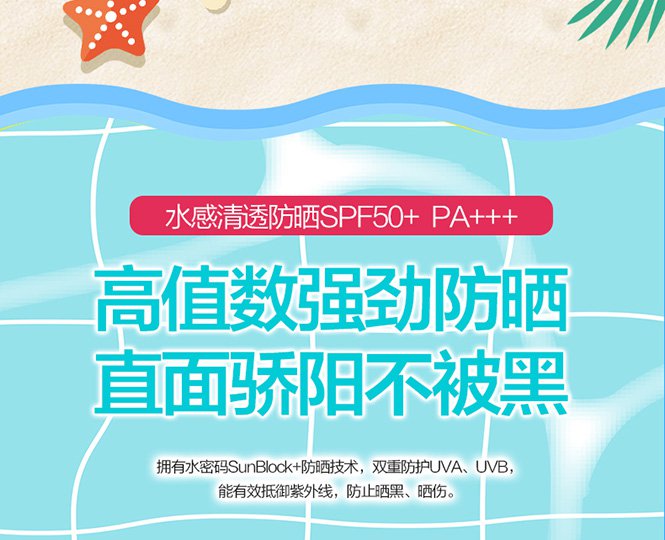 水感清透防晒SPF50+ PA+++
高值数强劲防晒
直面骄阳不被黑
拥有水密码SunBlock+防晒技术，双重防护UVA、UVB，
能有效抵御紫外线，防止晒黑、晒伤。